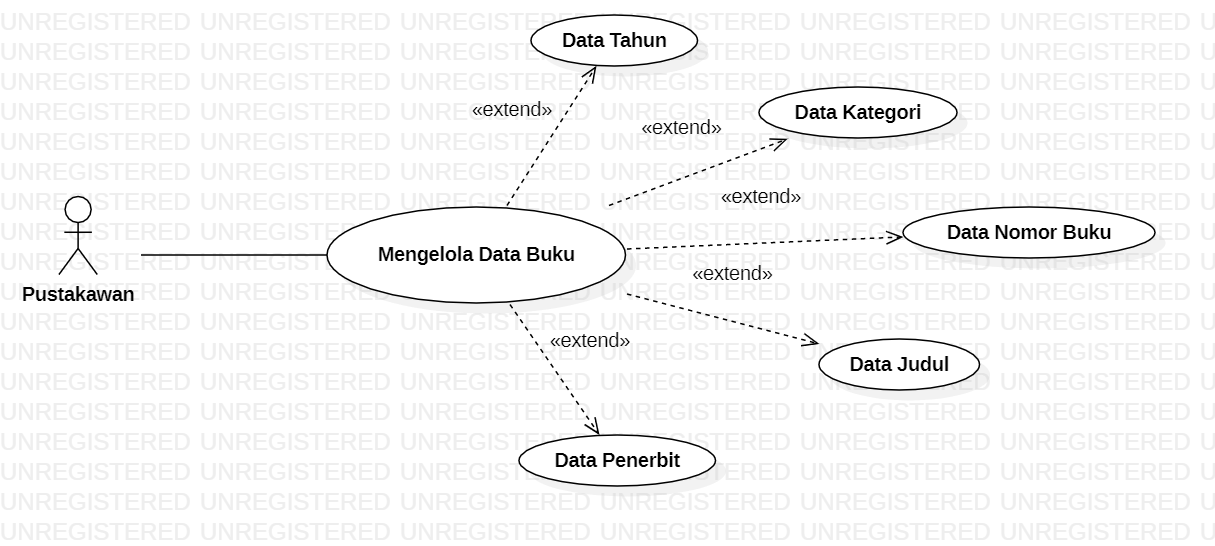 Data Tahun
«extend»
Data Kategori
«extend»
«extend»
Data Nomor Buku
Mengelola Data Buku
«extend»
Pustakawan
«extend»
Data Judul
Data Penerbit
UNREGISTERED UNREGISTERED UNREGISTERED UNREGISTERED UNREGISTERED UNREGISTERED